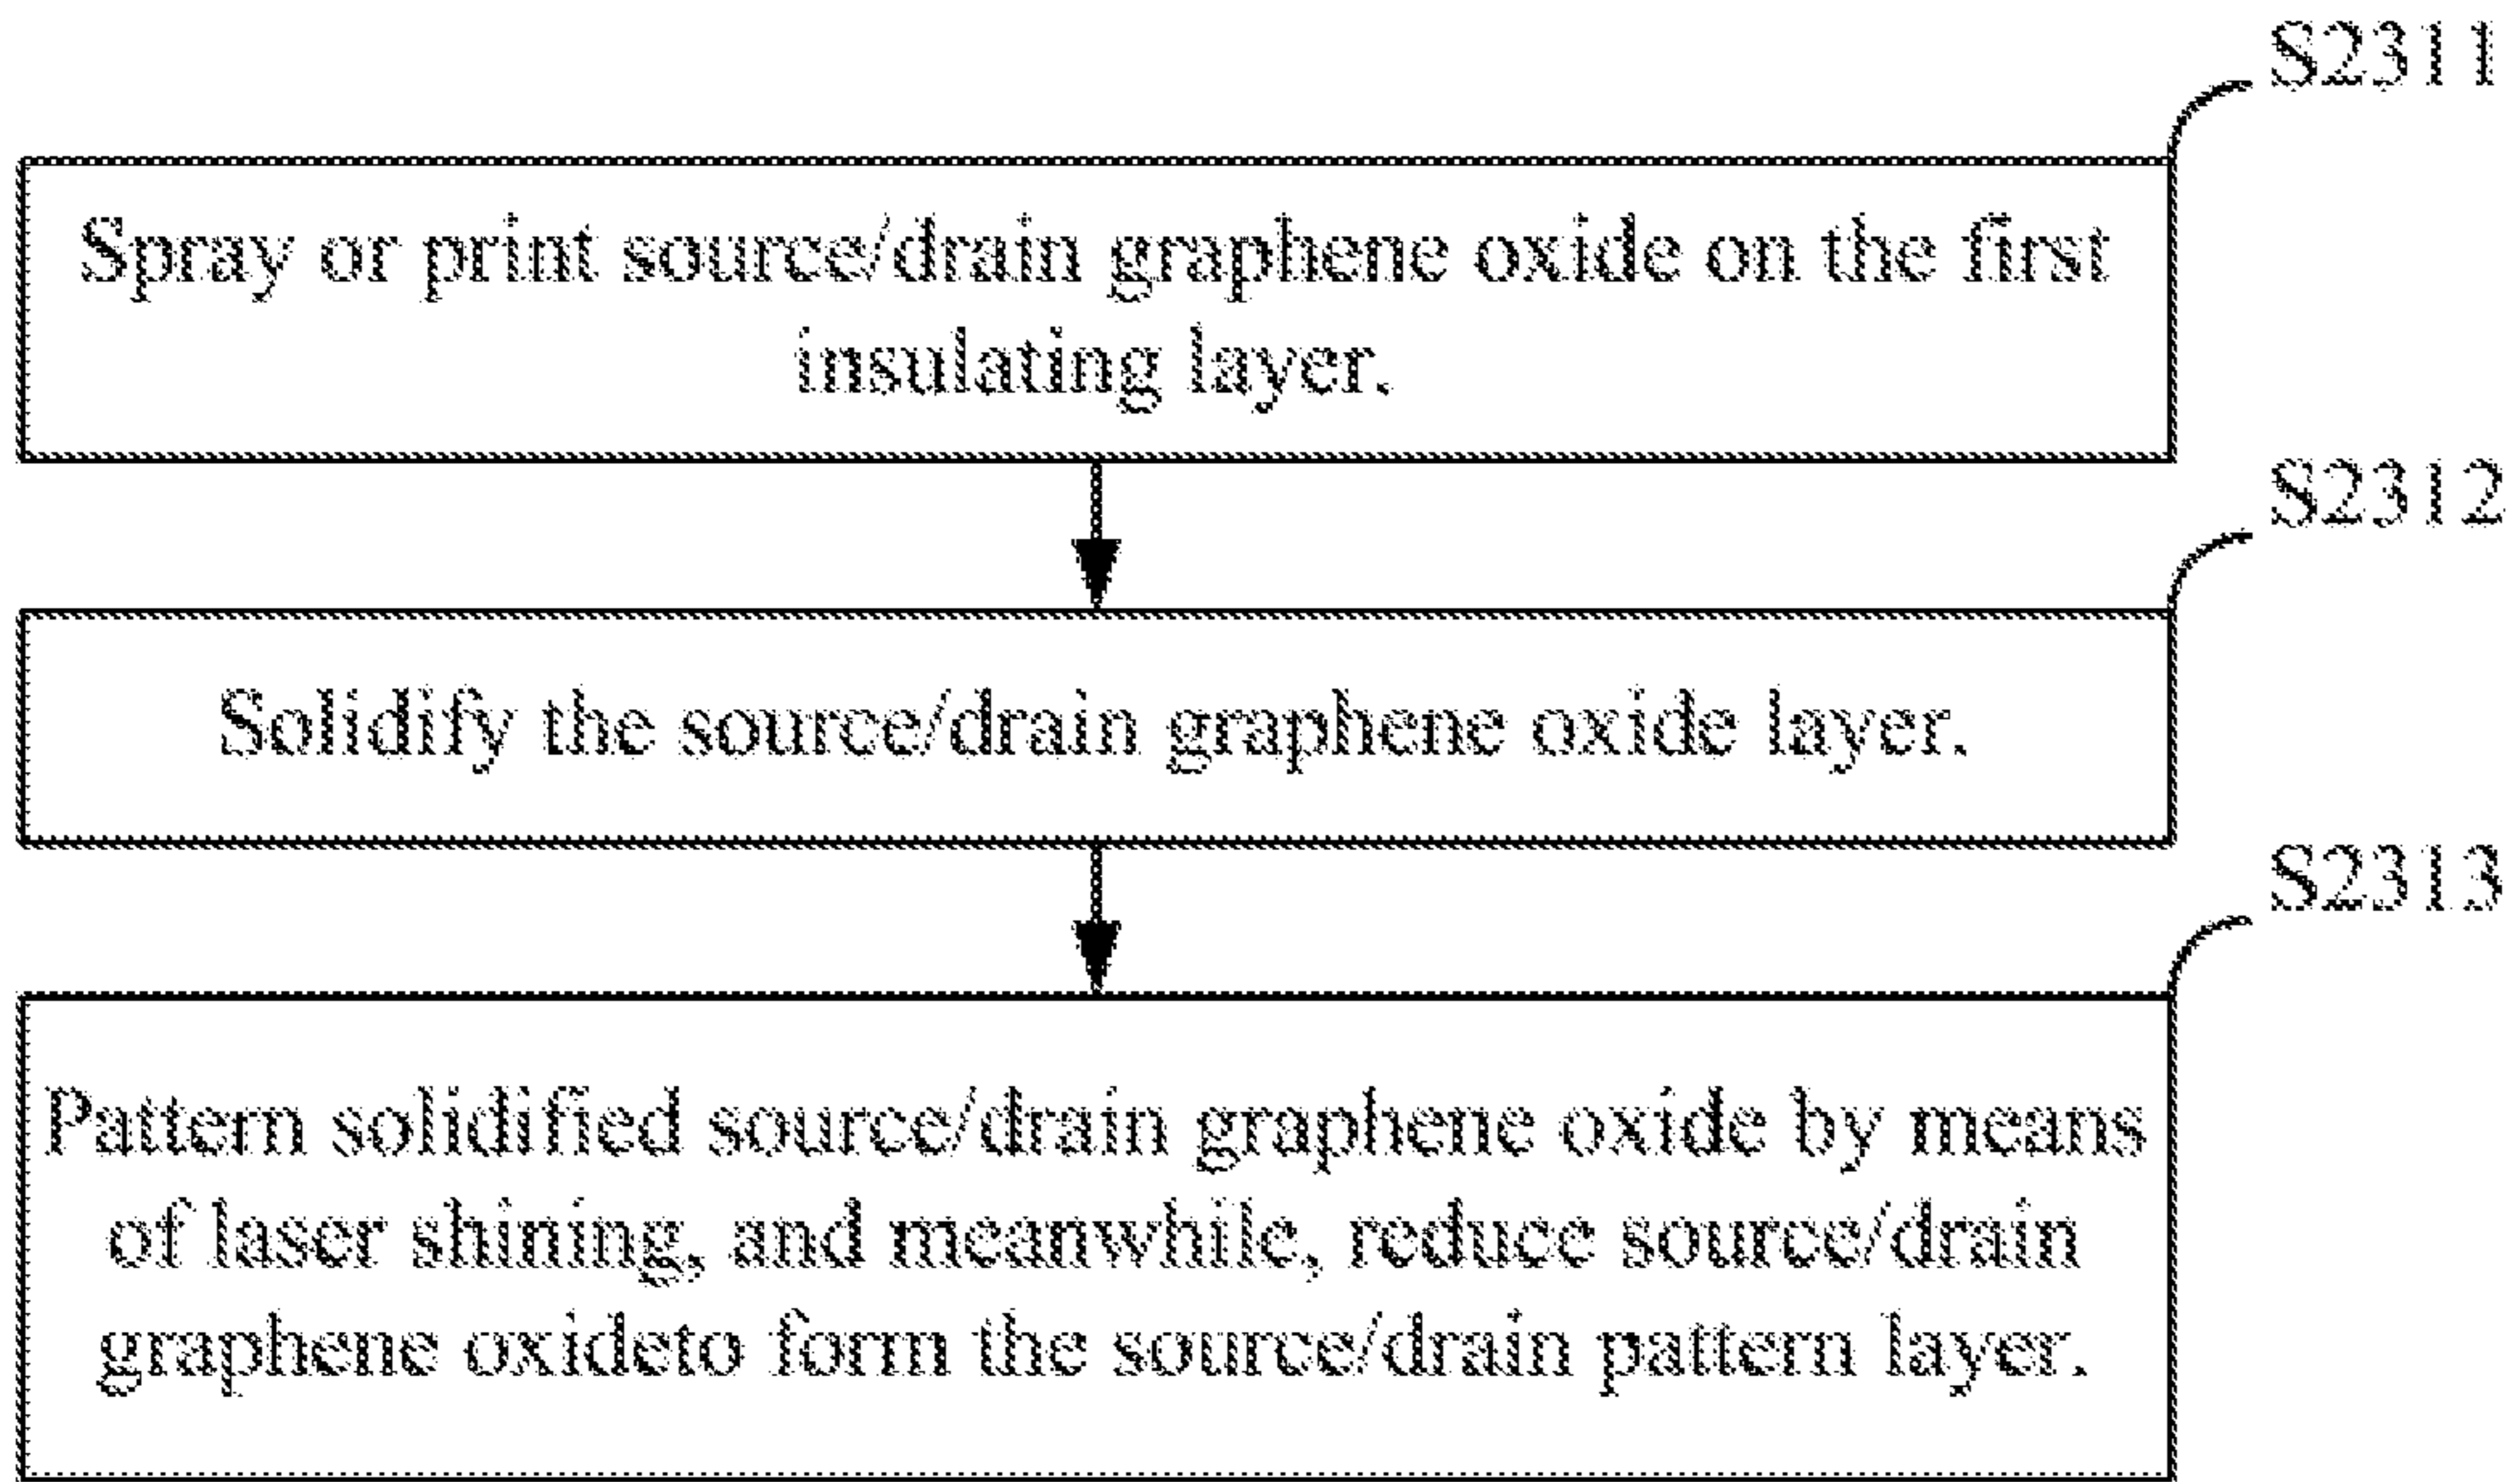 S2311
Spray or print source/drain graphene oxide on the first
insulating layer.
S2312
Solidify the source/drain graphene oxide layer.
S2313
Pattern solidified source/drain graphene oxide by means
of laser shining, and meanwhile, reduce source/drain
graphene oxideto form the source/drain pattern layer.